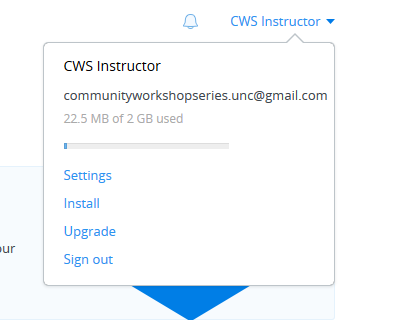 CWS Instructor
CWS Instructor
communityworkshopseries.unc@gmail.com
22.5 MB of 2 GB used
Settings
Install
Upgrade
Sign out